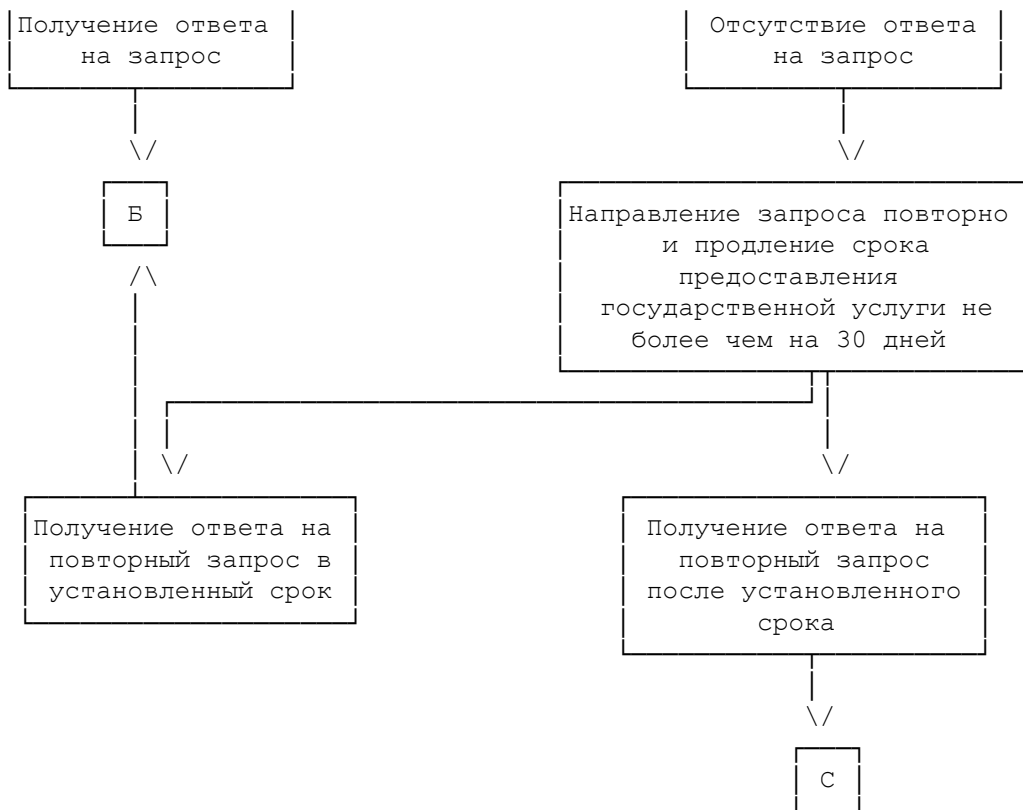 Получение ответа
на запрос
Отсутствие ответа
на запрос
Б
Направление запроса повторно
и продление срока
предоставления
государственной услуги не
более чем на 30 дней
Получение ответа на
повторный запрос в
установленный срок
Получение ответа на
повторный запрос
после установленного
срока
С